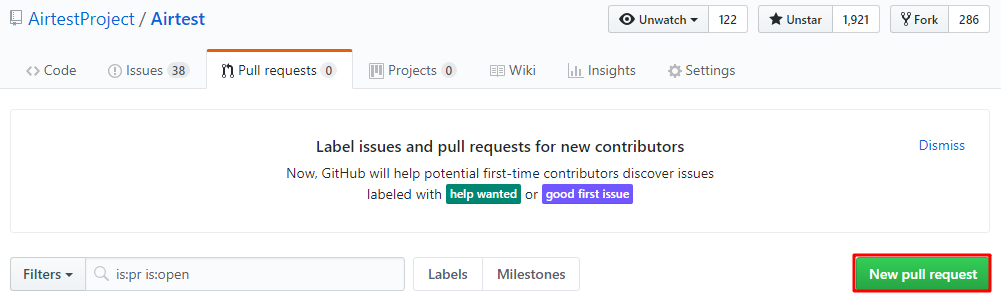 AirtestProject / Airtest
Unwatch 122 Unstar 1,921 Fork 286
Code Issues 38 Pull requests 0 Projects 0 Wiki Insights Settings
Label issues and pull requests for new contributors
Dismiss
Now, GitHub will help potential first-time contributors discover issues
labeled with help wanted or good first issue
Filters is:pr is:open Labels Milestones New pull request